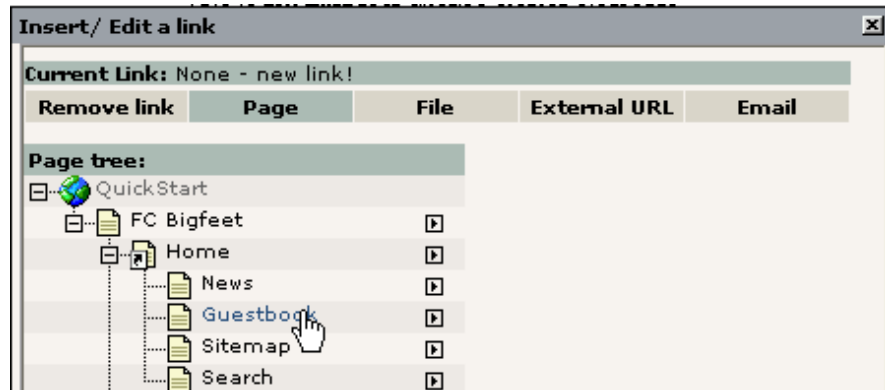 Insert/ Edit a link
Current Link: None - new link!
Remove link Page File External URL Email
Page tree:
QuickStart
FC Bigfeet
Home
News
Guestbook
Sitemap
Search